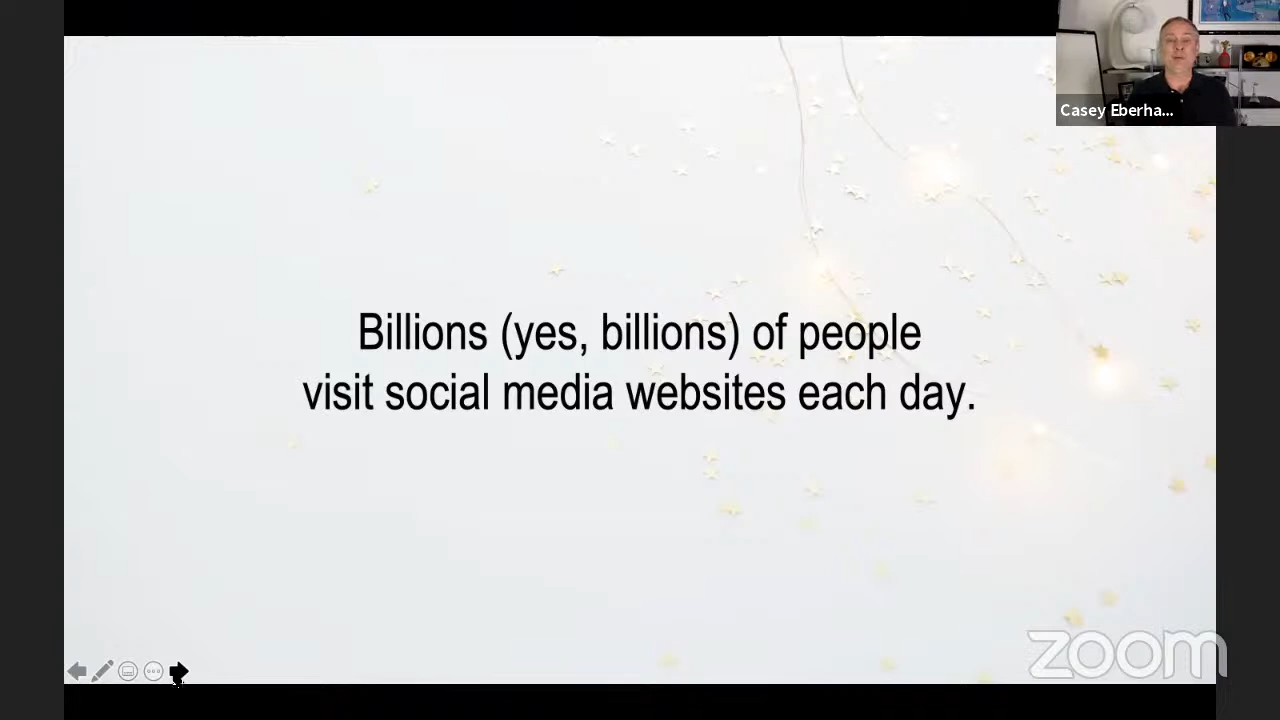 Casey Eberha...
Billions (yes, billions) of people
visit social media websites each day.
zoom